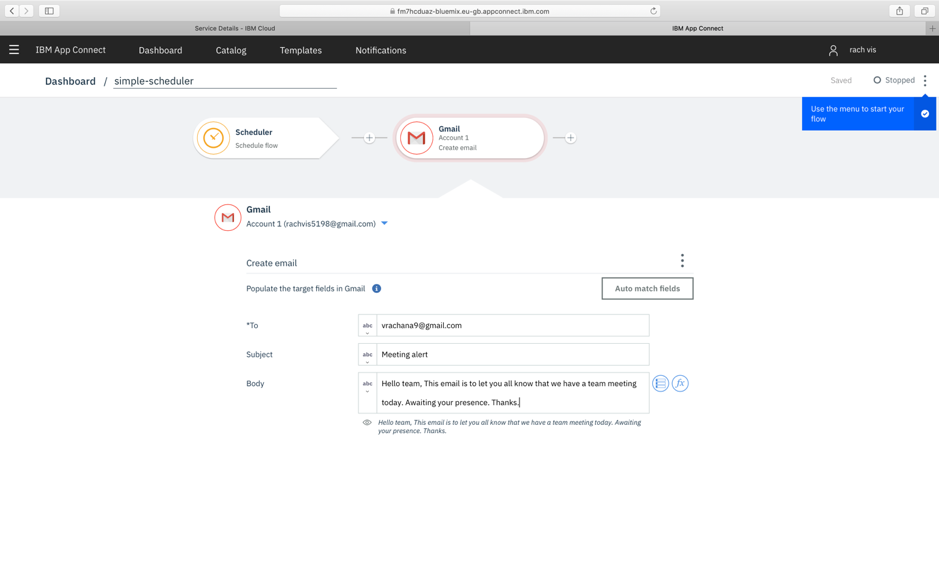 fm7hcduaz-bluemix.eu-gb.appconnect.ibm.com
Service Details - IBM Cloud
IBM App Connect
IBM App Connect
Dashboard
Catalog
Templates
Notifications
rach vis
Dashboard / simple-scheduler
Saved
Stopped
Use the menu to start your
flow
Scheduler
Schedule flow
Gmail
Account 1
Create email
Gmail
Account 1 (rachvis5198@gmail.com)
Create email
Populate the target fields in Gmail
Auto match fields
*To
abc
vrachana9@gmail.com
Subject
abc
Meeting alert
Body
abc
Hello team, This email is to let you all know that we have a team meeting
today. Awaiting your presence. Thanks.
fx
Hello team, This email is to let you all know that we have a team meeting today. Awaiting
your presence. Thanks.